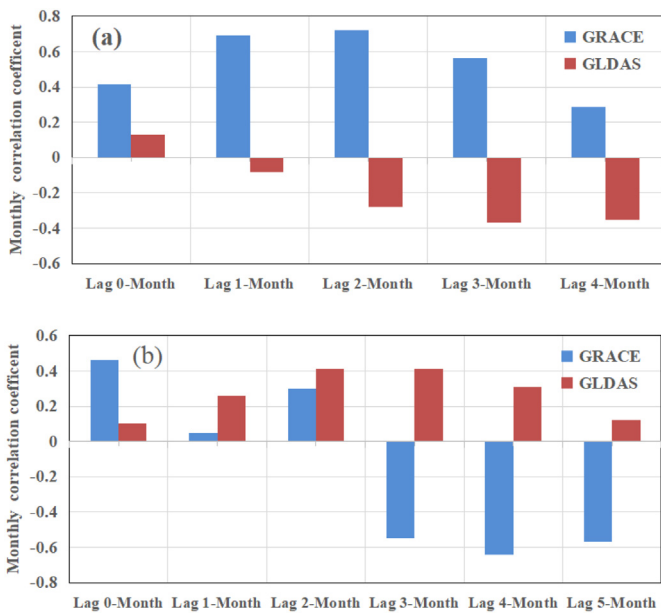 Monthly correlation coefficent
0.8
0.6
0.4
0.2
0
-0.2
-0.4
-0.6
(a)
GRACE
GLDAS
Lag 0-Month Lag 1-Month Lag 2-Month Lag 3-Month Lag 4-Month
Monthly correlation coefficent
0.6
0.4
0.2
0
-0.2
-0.4
-0.6
-0.8
(b)
GRACE
GLDAS
Lag 0-Month Lag 1-Month Lag 2-Month Lag 3-Month Lag 4-Month Lag 5-Month